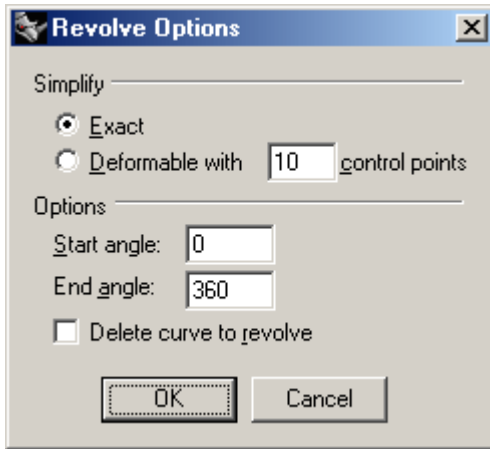 Revolve Options
Simplify
Exact
Deformable with 10 control points
Options
Start angle: 0
End angle: 360
Delete curve to revolve
OK Cancel